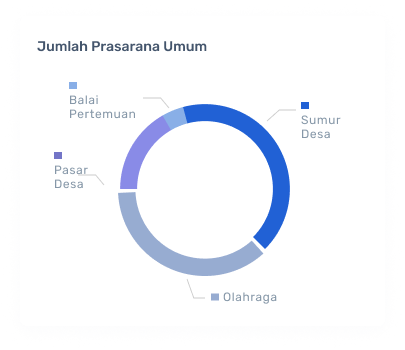 Jumlah Prasarana Umum
Balai
Pertemuan
Sumur
Desa
Pasar
Desa
Olahraga